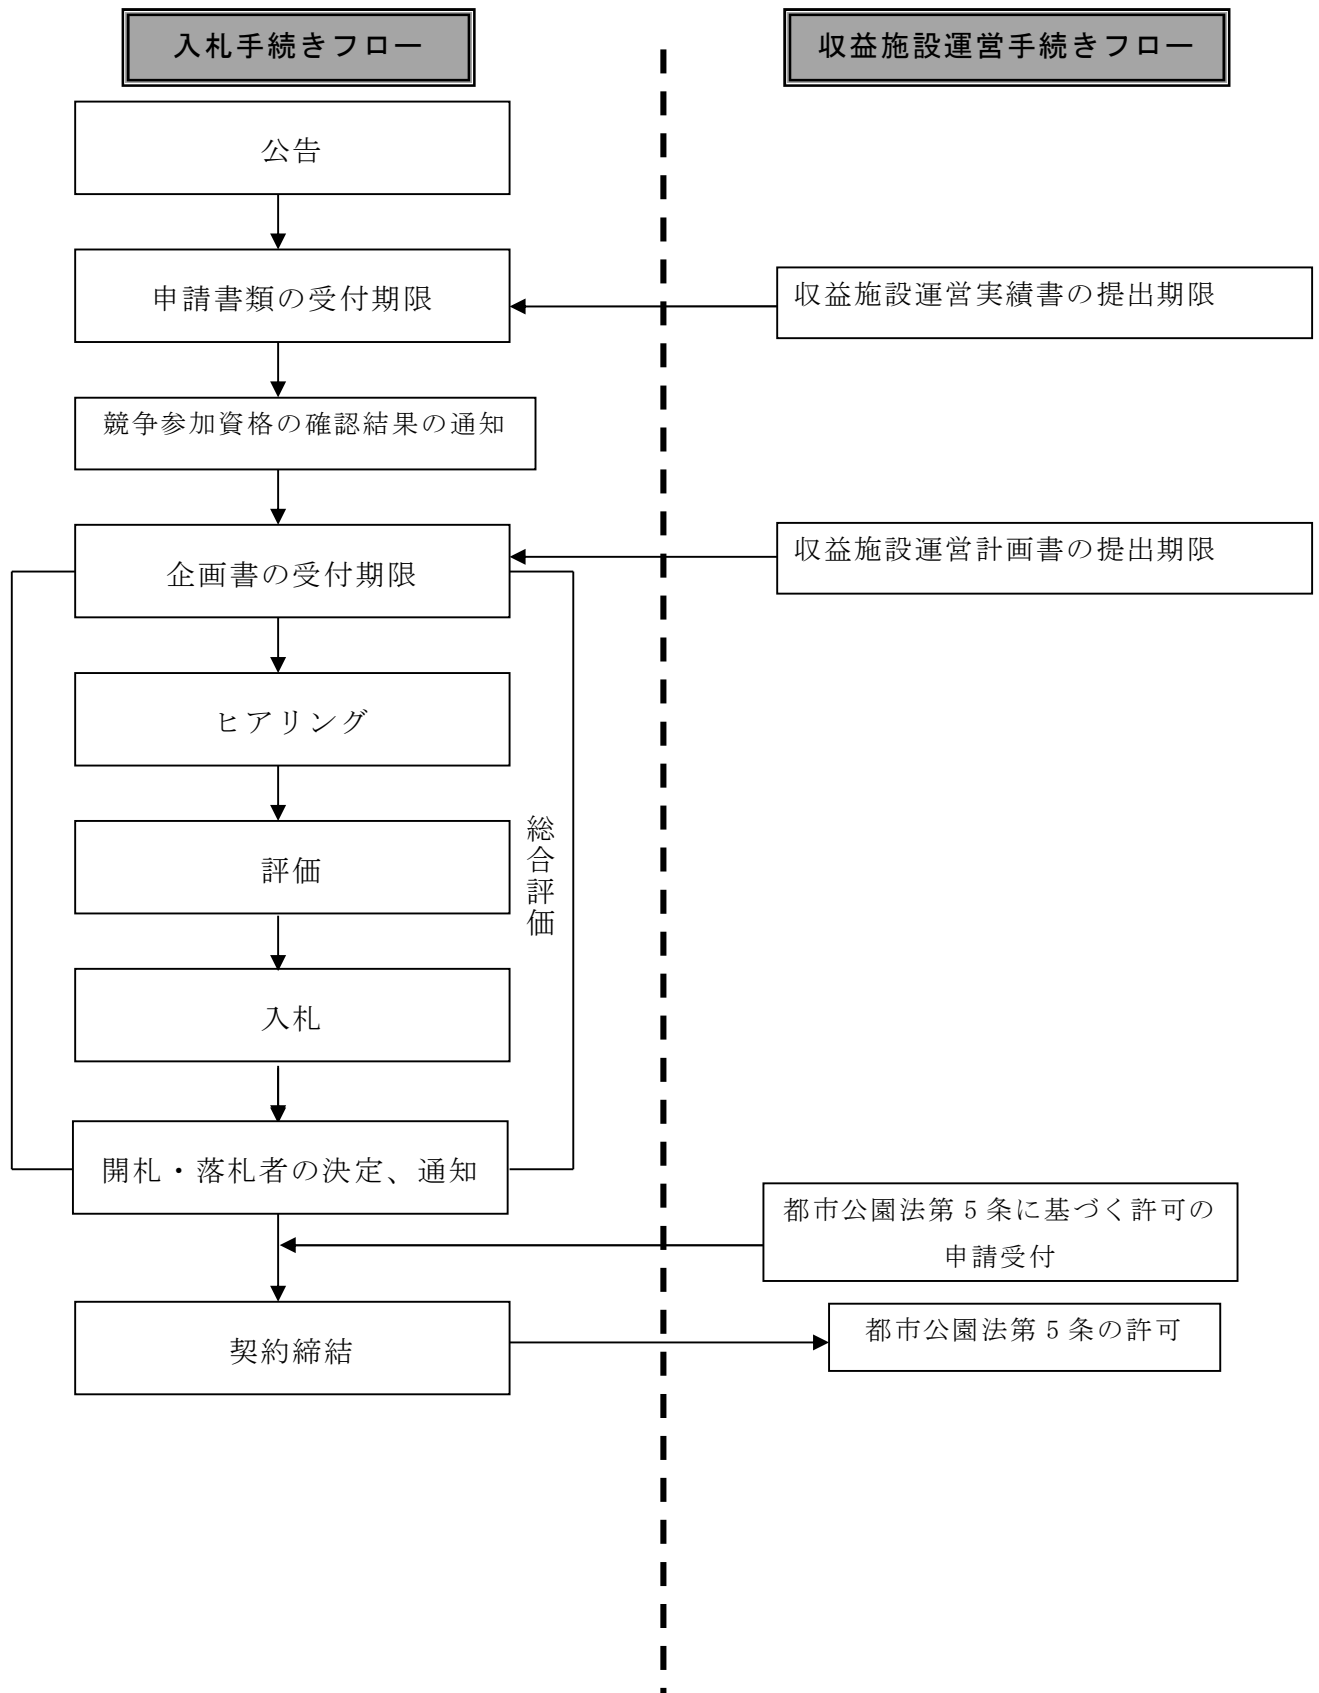 入札手続きフロー
収益施設運営手続きフロー
公告
申請書類の受付期限
収益施設運営実績書の提出期限
競争参加資格の確認結果の通知
企画書の受付期限
収益施設運営計画書の提出期限
ヒアリング
評価
総合評価
入札
開札・落札者の決定、通知
都市公園法第５条に基づく許可の
申請受付
契約締結
都市公園法第５条の許可